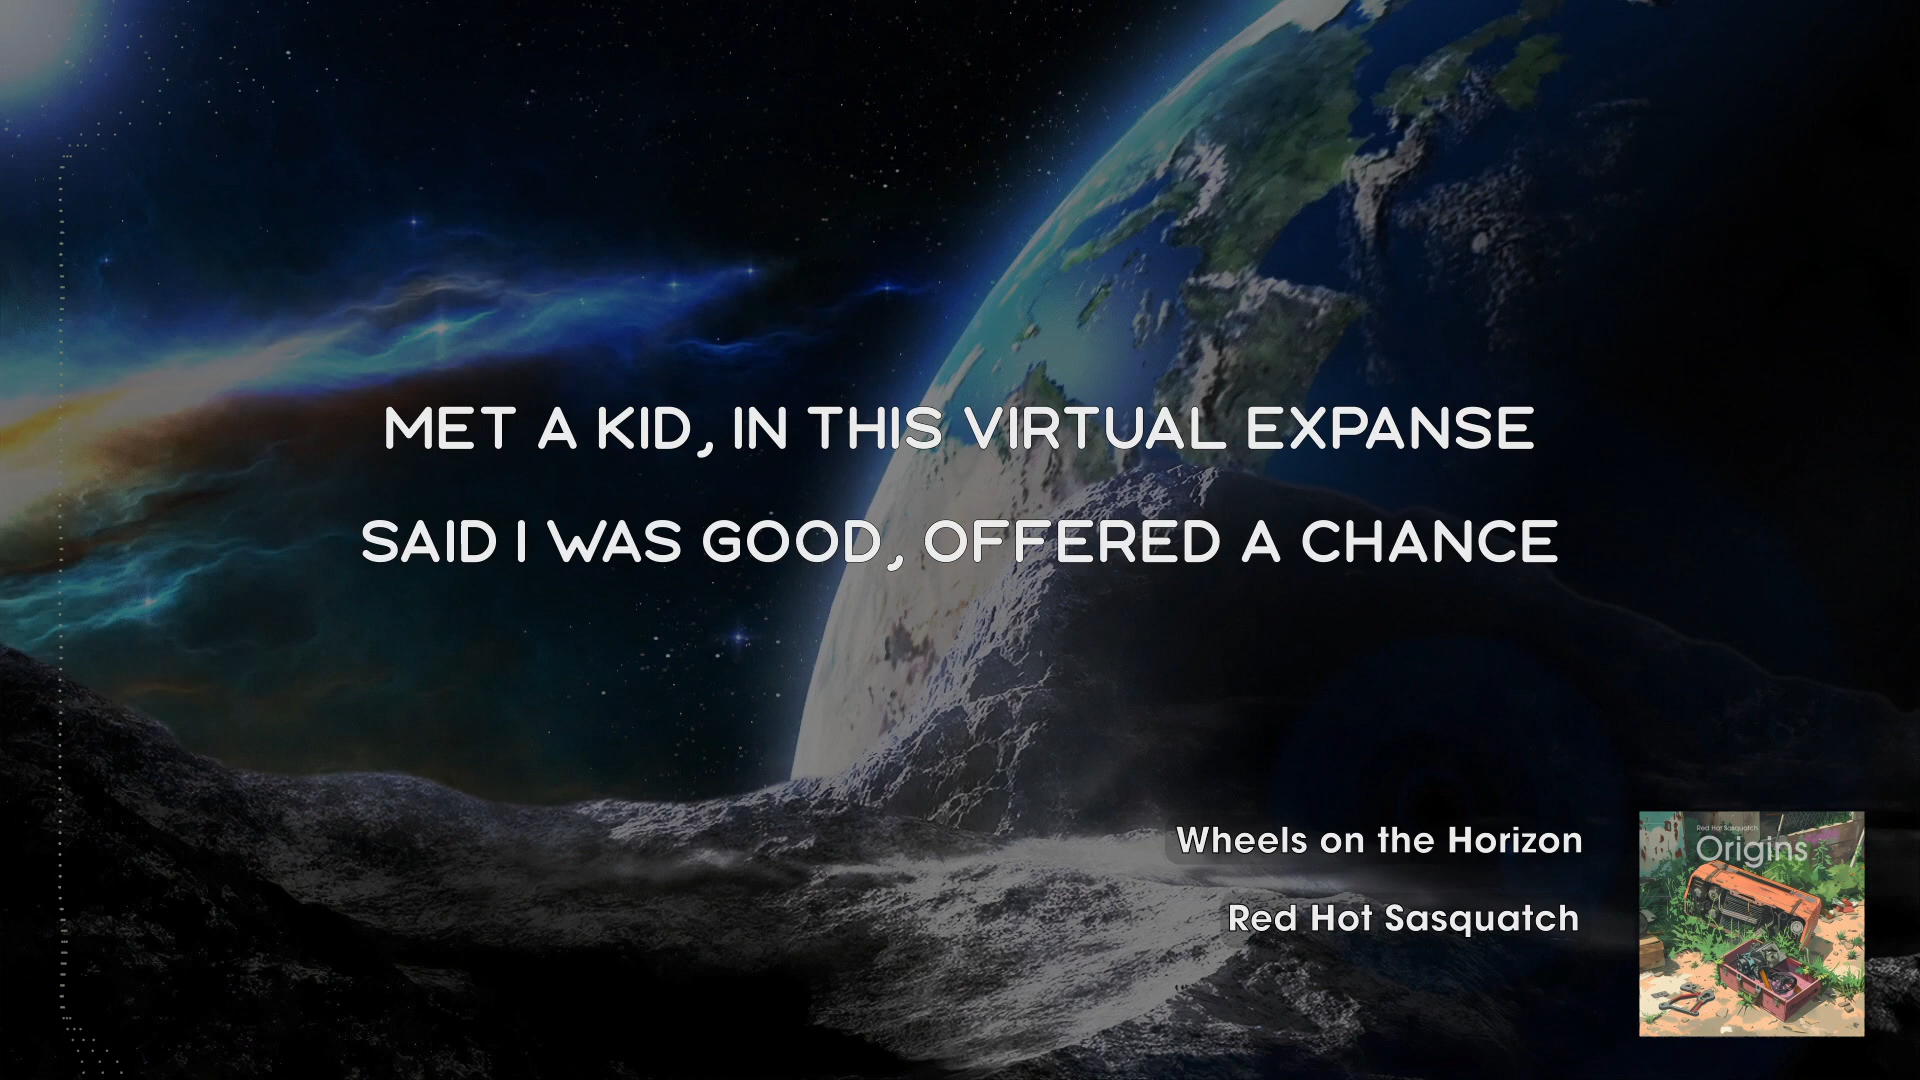 MET A KID, IN THIS VIRTUAL EXPANSE
SAID I WAS GOOD, OFFERED A CHANCE
Wheels on the Horizon
Red Hot Sasquatch
Red Hot Sasquatch
Origins